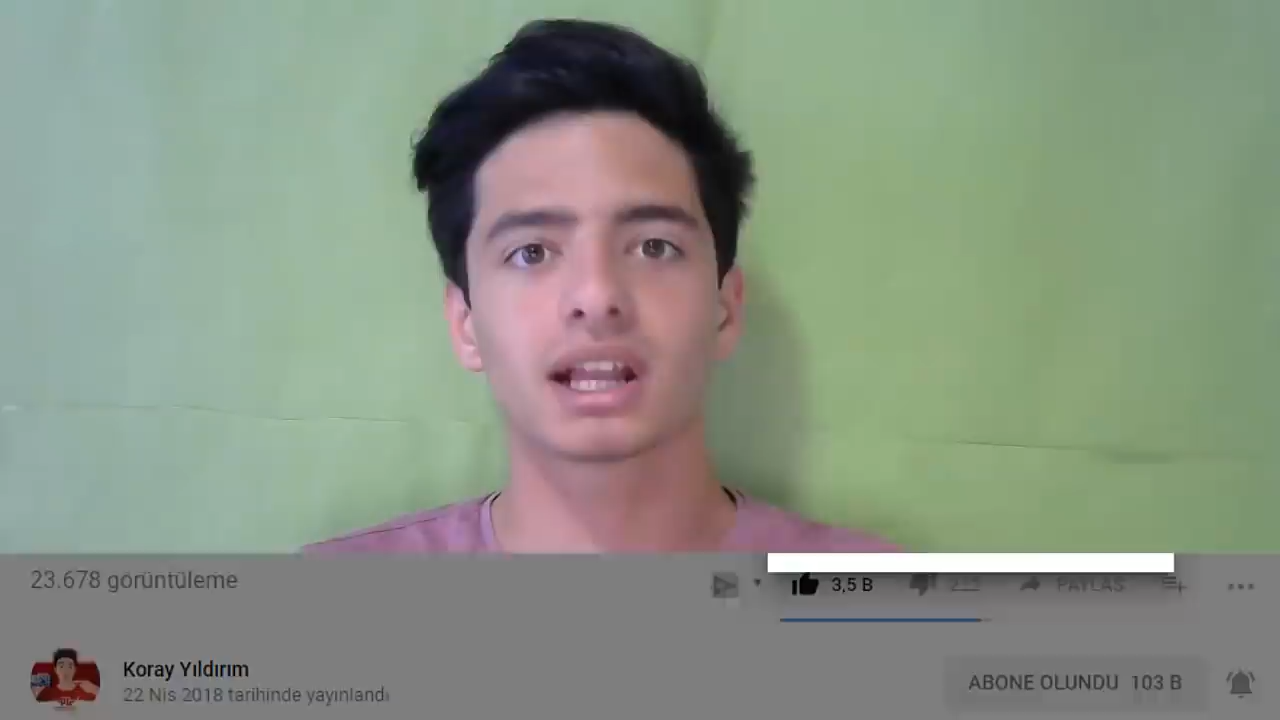 23.678 görüntüleme
3,5 B
PAYLAŞ
Koray Yıldırım
22 Nis 2018 tarihinde yayınlandı
ABONE OLUNDU 103 B